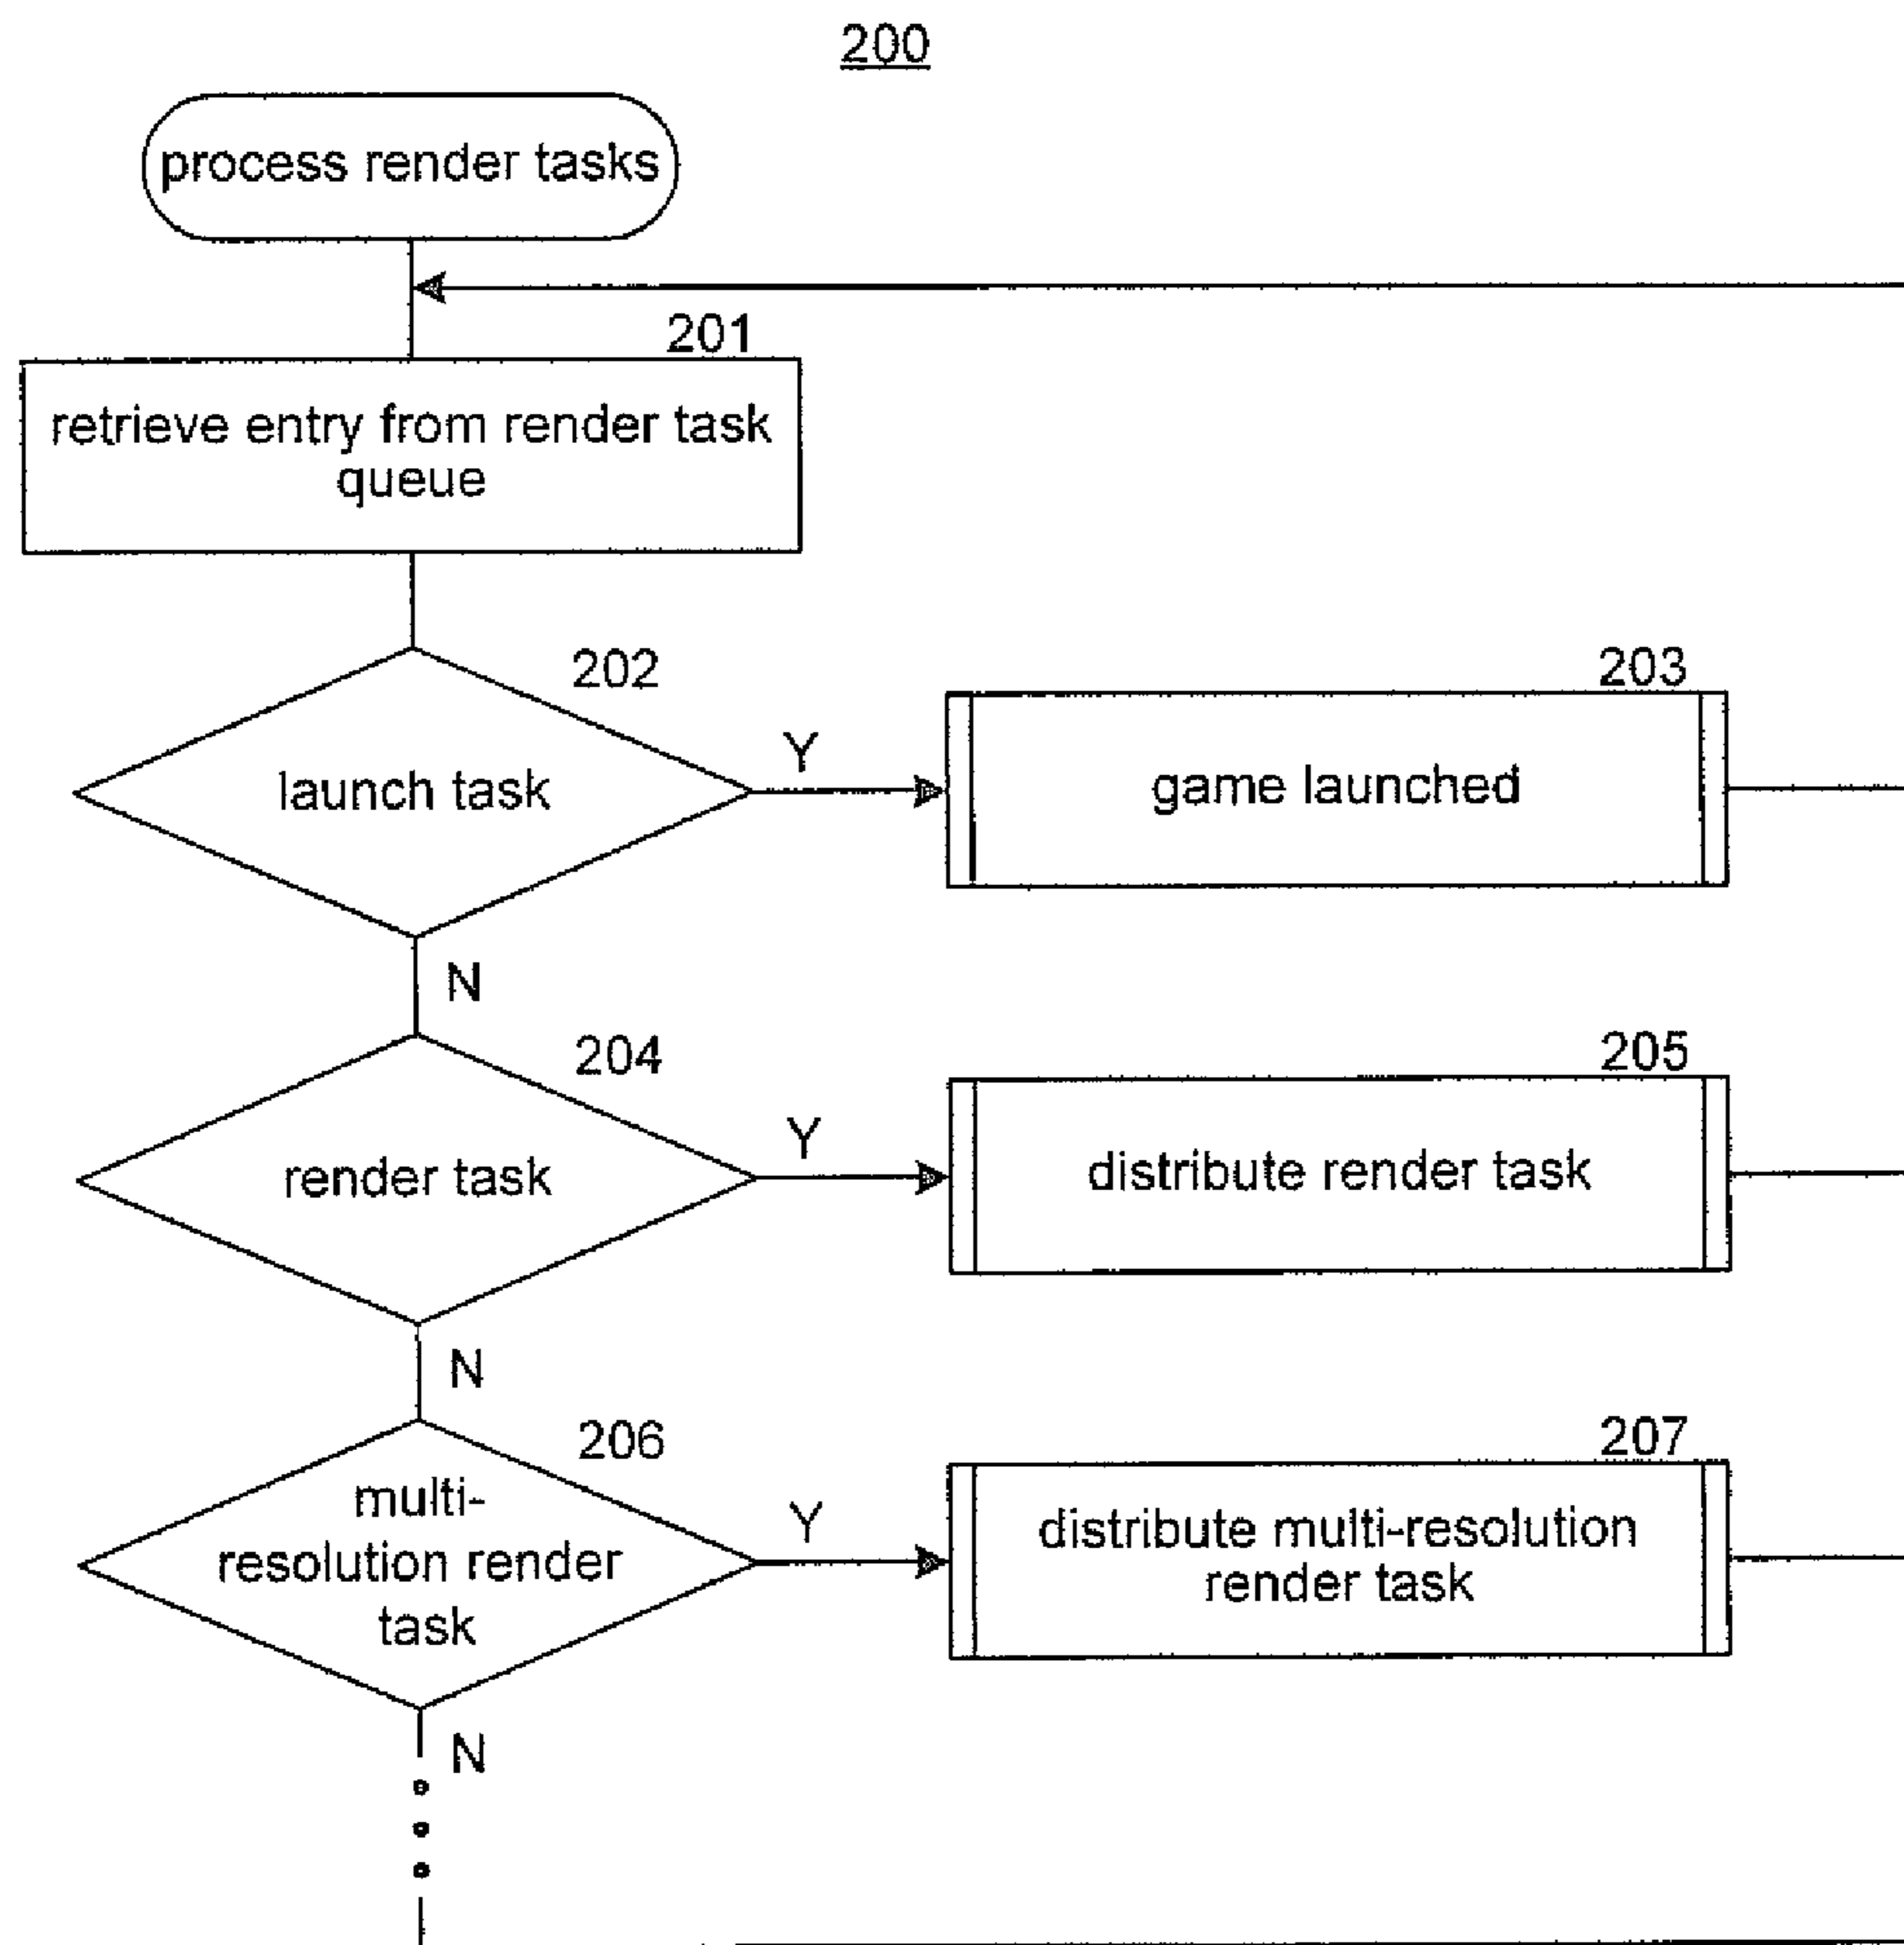 200
process render tasks
201
retrieve entry from render task
queue
202
launch task
Y
203
game launched
N
204
render task
Y
205
distribute render task
N
206
multi-
resolution render
task
Y
207
distribute multi-resolution
render task
N